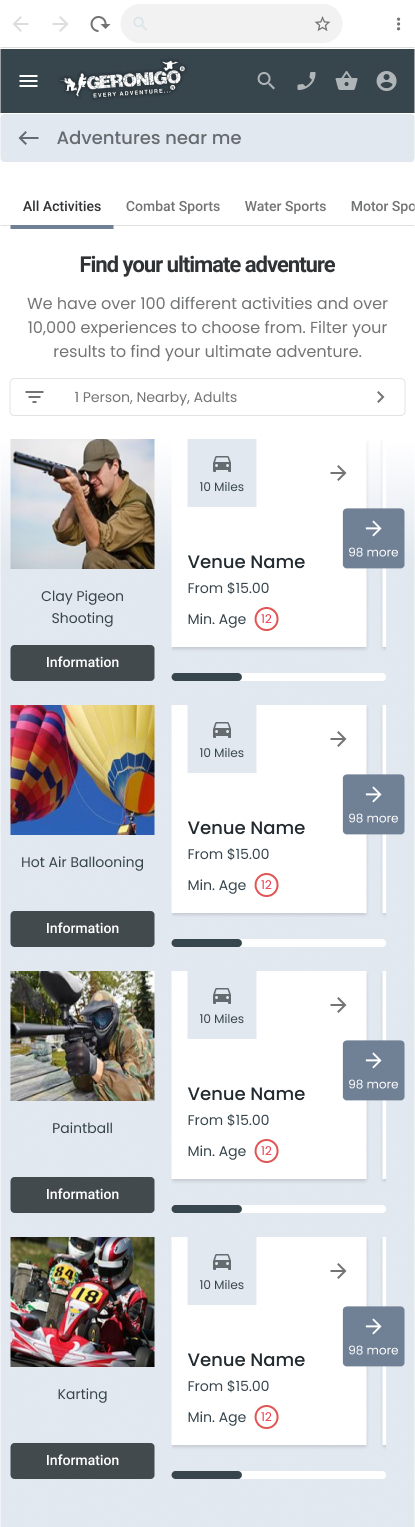 GERONIGO
EVERY ADVENTURE...
Adventures near me
All Activities Combat Sports Water Sports Motor Spo
Find your ultimate adventure
We have over 100 different activities and over
10,000 experiences to choose from. Filter your
results to find your ultimate adventure.
1 Person, Nearby, Adults
10 Miles
98 more
Venue Name
From $15.00
Min. Age 12
Clay Pigeon
Shooting
Information
10 Miles
98 more
Venue Name
From $15.00
Min. Age 12
Hot Air Ballooning
Information
10 Miles
98 more
Venue Name
From $15.00
Min. Age 12
Paintball
Information
84
18
10 Miles
98 more
Venue Name
From $15.00
Min. Age 12
Karting
Information